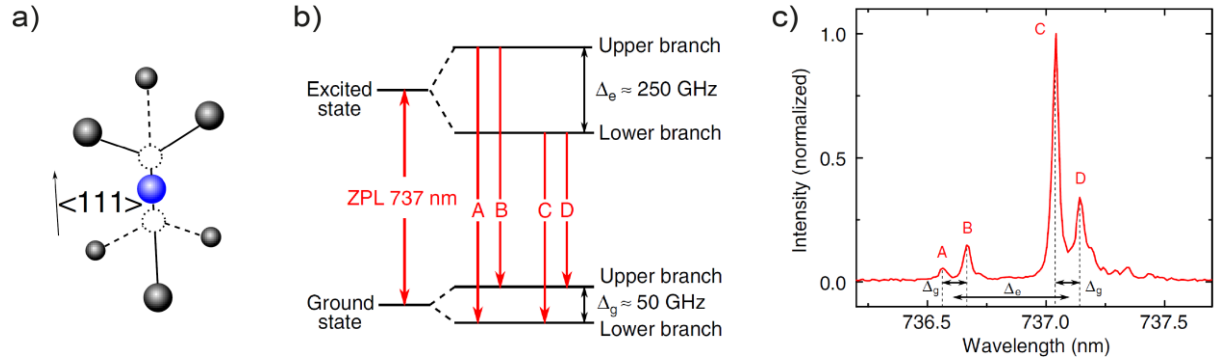 a)
<111>
b)
Excited
state
ZPL 737 nm
Ground
state
A
B
C
D
Upper branch
Δe ≈ 250 GHz
Lower branch
Upper branch
Δg ≈ 50 GHz
Lower branch
c)
Intensity (normalized)
1.0
0.5
0.0
A
B
C
D
Δg
Δe
Δg
736.5
737.0
737.5
Wavelength (nm)